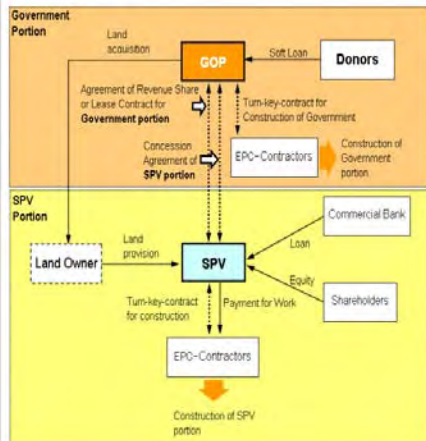 Government
Portion
Land
acquisition
GOP
Soft Loan
Donors
Agreement of Revenue Share
or Lease Contract for
Government portion
Turn-key-contract for
Construction of Government
Concession
Agreement of
SPV portion
EPC-Contractors
Construction of
Government
portion
SPV
Portion
Commercial Bank
Land
provision
Loan
Land Owner
SPV
Equity
Turn-key-contract
for construction
Payment for Work
Shareholders
EPC-Contractors
Construction of SPV
portion